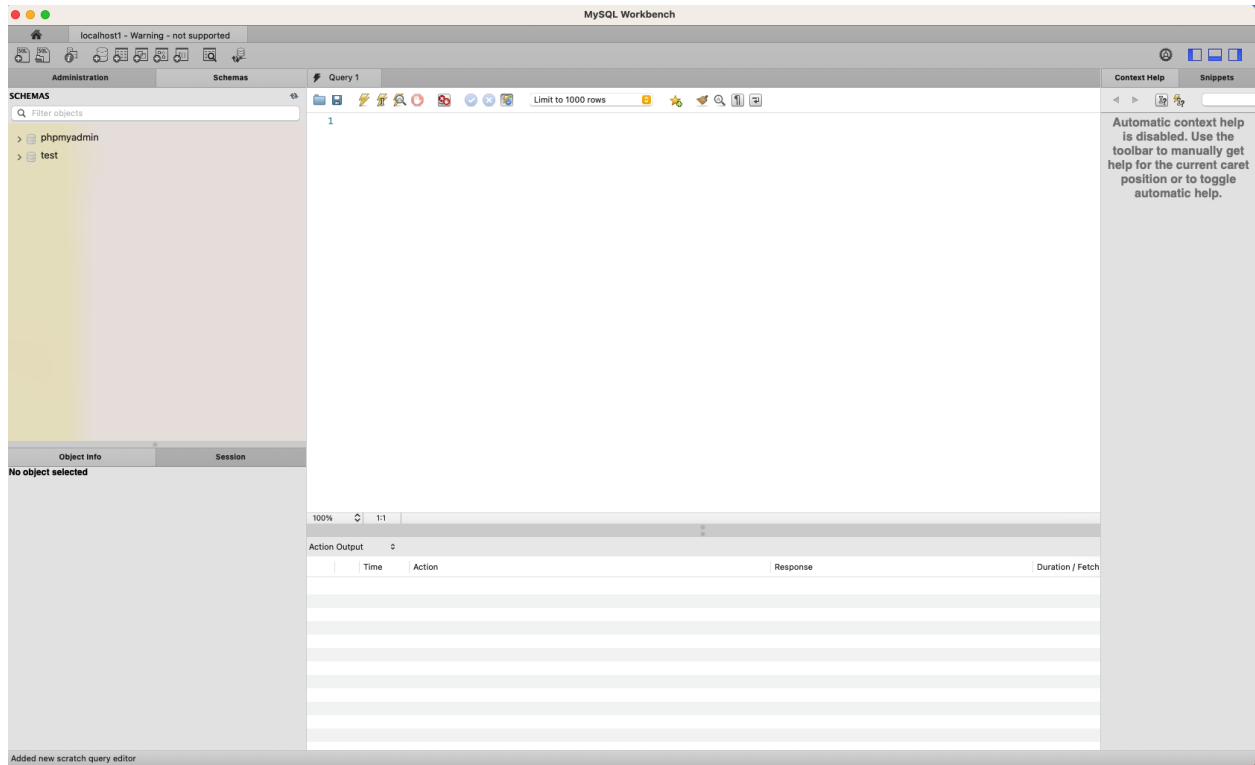 MySQL Workbench
localhost1 - Warning - not supported
Administration
Schemas
SCHEMAS
Filter objects
phpmyadmin
test
Object Info
Session
No object selected
Query 1
Limit to 1000 rows
1
100%
1:1
Action Output
Time
Action
Response
Duration / Fetch
Context Help
Snippets
Automatic context help
is disabled. Use the
toolbar to manually get
help for the current caret
position or to toggle
automatic help.
Added new scratch query editor